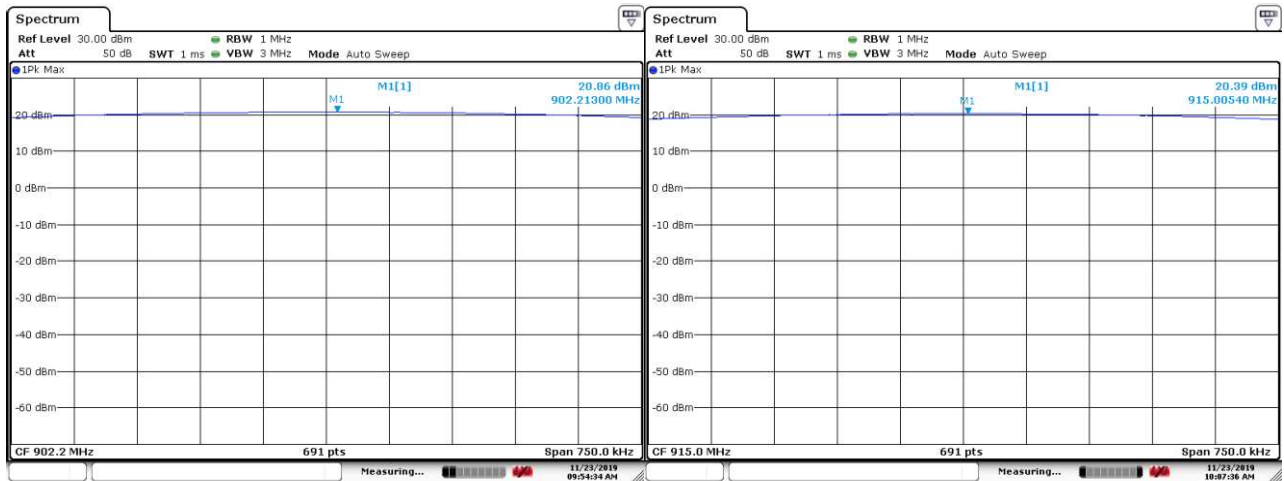 Spectrum
Ref Level 30.00 dBm RBW 1 MHz
Att 50 dB SWT 1 ms VBW 3 MHz Mode Auto Sweep
1Pk Max
M1[1] 20.86 dBm
902.21300 MHz
M1
20 dBm
10 dBm
0 dBm
-10 dBm
-20 dBm
-30 dBm
-40 dBm
-50 dBm
-60 dBm
CF 902.2 MHz 691 pts Span 750.0 kHz
Measuring... 11/23/2019
09:54:34 AM
Spectrum
Ref Level 30.00 dBm RBW 1 MHz
Att 50 dB SWT 1 ms VBW 3 MHz Mode Auto Sweep
1Pk Max
M1[1] 20.39 dBm
915.00540 MHz
M1
20 dBm
10 dBm
0 dBm
-10 dBm
-20 dBm
-30 dBm
-40 dBm
-50 dBm
-60 dBm
CF 915.0 MHz 691 pts Span 750.0 kHz
Measuring... 11/23/2019
10:07:36 AM